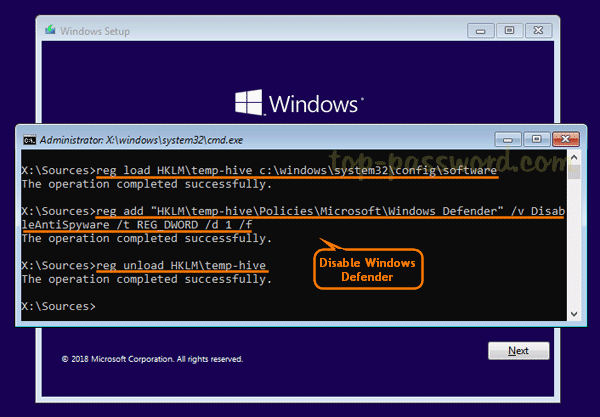 Windows Setup
Windows
Administrator: X:\windows\system32\cmd.exe
top-password.com
X:\Sources>reg load HKLM\temp-hive c:\windows\system32\config\software
The operation completed successfully.
X:\Sources>reg add "HKLM\temp-hive\Policies\Microsoft\Windows Defender" /v Disab
leAntiSpyware /t REG_DWORD /d 1 /f
The operation completed successfully.
X:\Sources>reg unload HKLM\temp-hive
The operation completed successfully.
Disable Windows
Defender
X:\Sources>
© 2018 Microsoft Corporation. All rights reserved.
Next